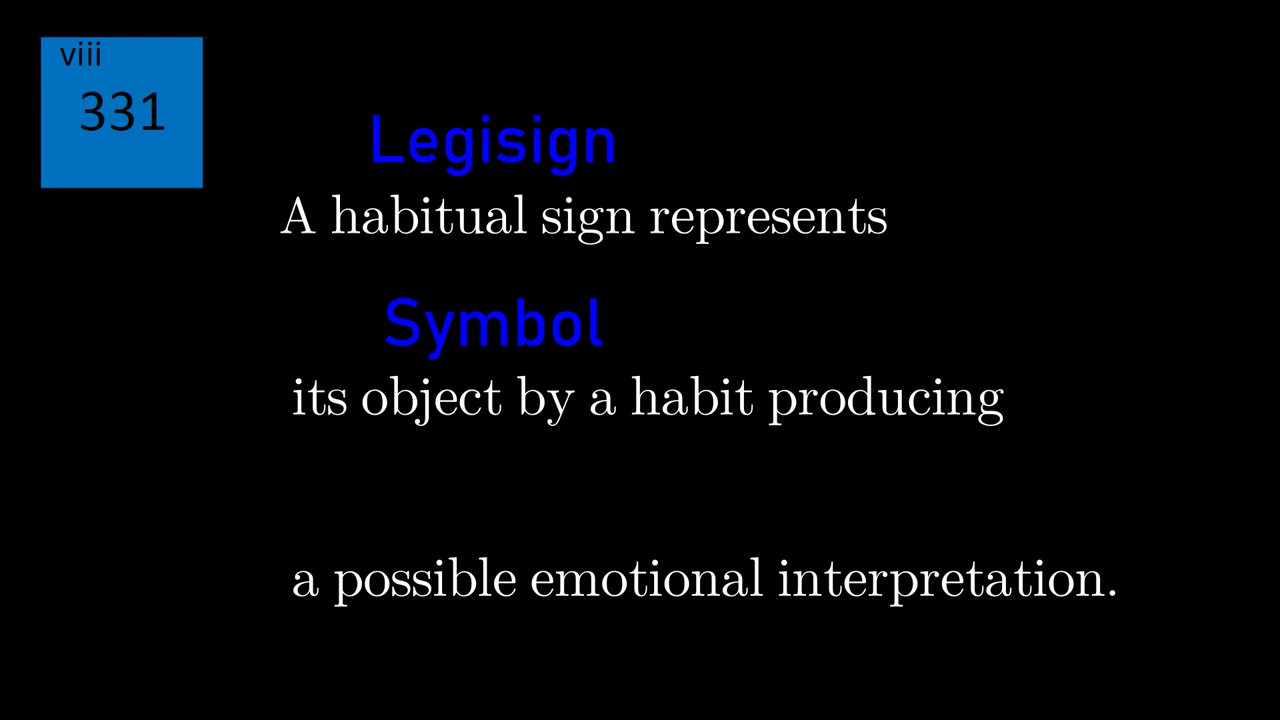 viii
331
Legisign
A habitual sign represents
Symbol
its object by a habit producing
a possible emotional interpretation.